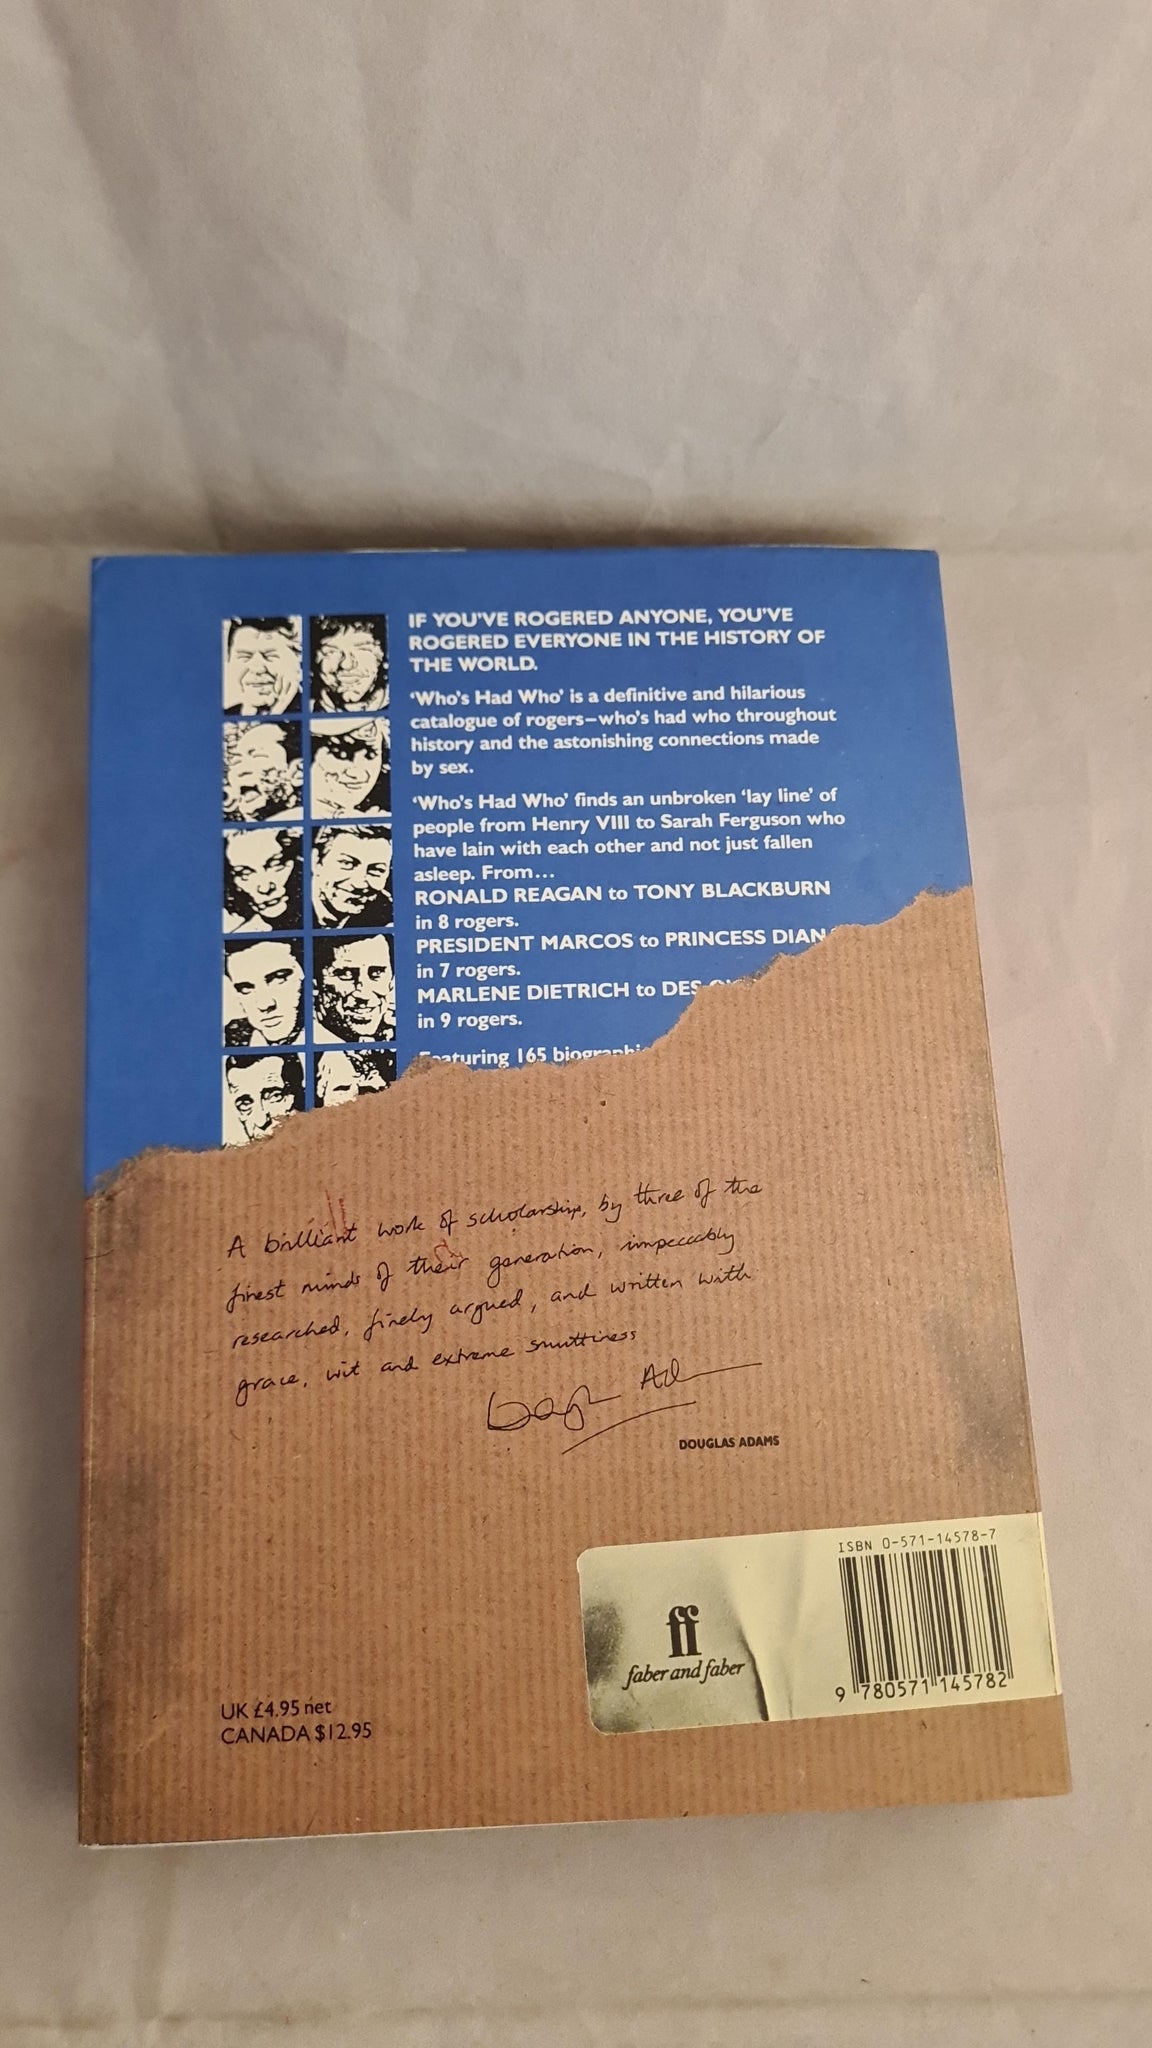 IF YOU'VE ROGERED ANYONE, YOU'VE
ROGERED EVERYONE IN THE HISTORY OF
THE WORLD.
'Who's Had Who' is a definitive and hilarious
catalogue of rogers–who's had who throughout
history and the astonishing connections made
by sex.
'Who's Had Who' finds an unbroken 'lay line' of
people from Henry VIII to Sarah Ferguson who
have lain with each other and not just fallen
asleep. From...
RONALD REAGAN to TONY BLACKBURN
in 8 rogers.
PRESIDENT MARCOS to PRINCESS DIAN
in 7 rogers.
MARLENE DIETRICH to DES
in 9 rogers.
Featuring 165 biographi
A brilliant work of scholarship, by three of the
finest minds of their generation, impeccably
researched, finely argued, and written with
grace, wit and extreme smuttiness
DOUGLAS ADAMS
ISBN 0-571-14578-7
ff
faber and faber
9 780571 145782
UK £4.95 net
CANADA $12.95